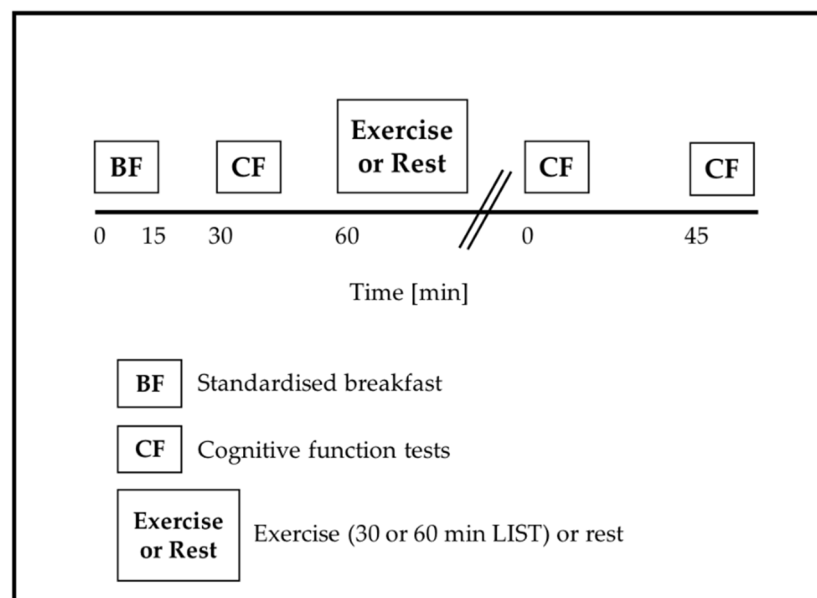 Exercise
or Rest
BF
CF
CF
CF
0
15
30
60
0
45
Time [min]
BF
Standardised breakfast
CF
Cognitive function tests
Exercise
or Rest
Exercise (30 or 60 min LIST) or rest